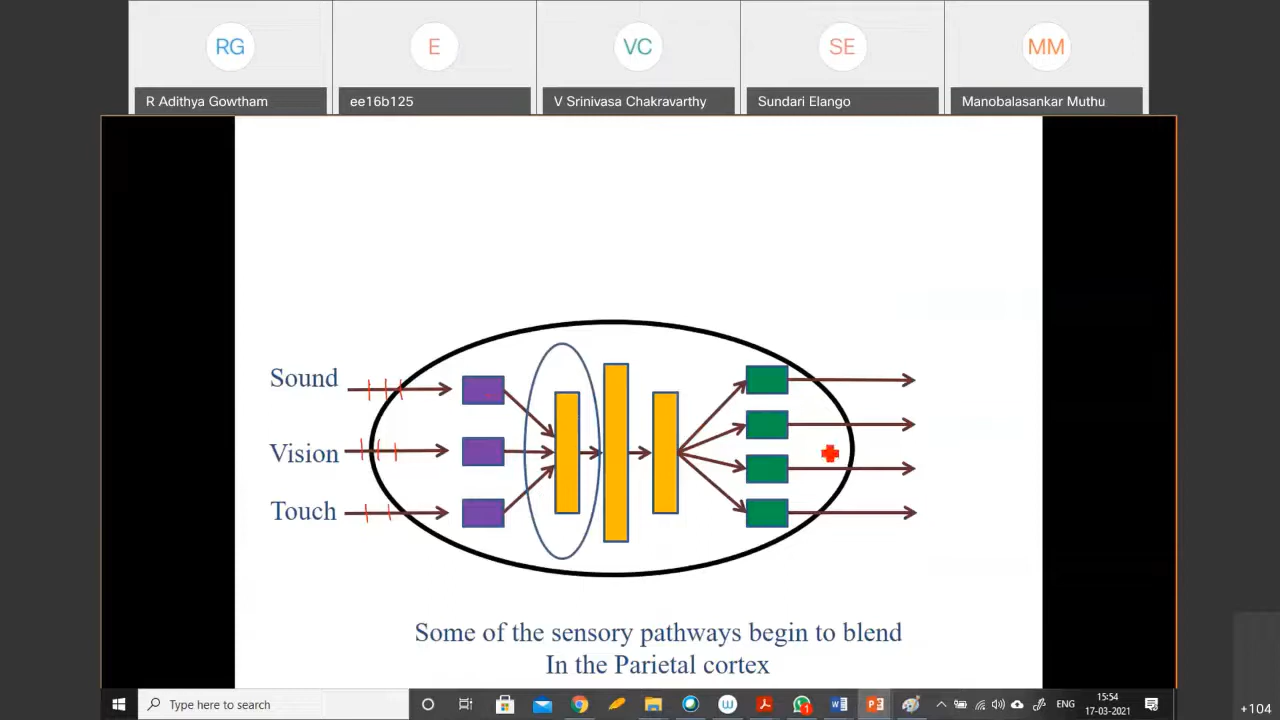 RG
E
VC
SE
MM
R Adithya Gowtham
ee16b125
V Srinivasa Chakravarthy
Sundari Elango
Manobalasankar Muthu
Sound
Vision
Touch
Some of the sensory pathways begin to blend
In the Parietal cortex
Type here to search
ENG
15:54
17-03-2021
+104